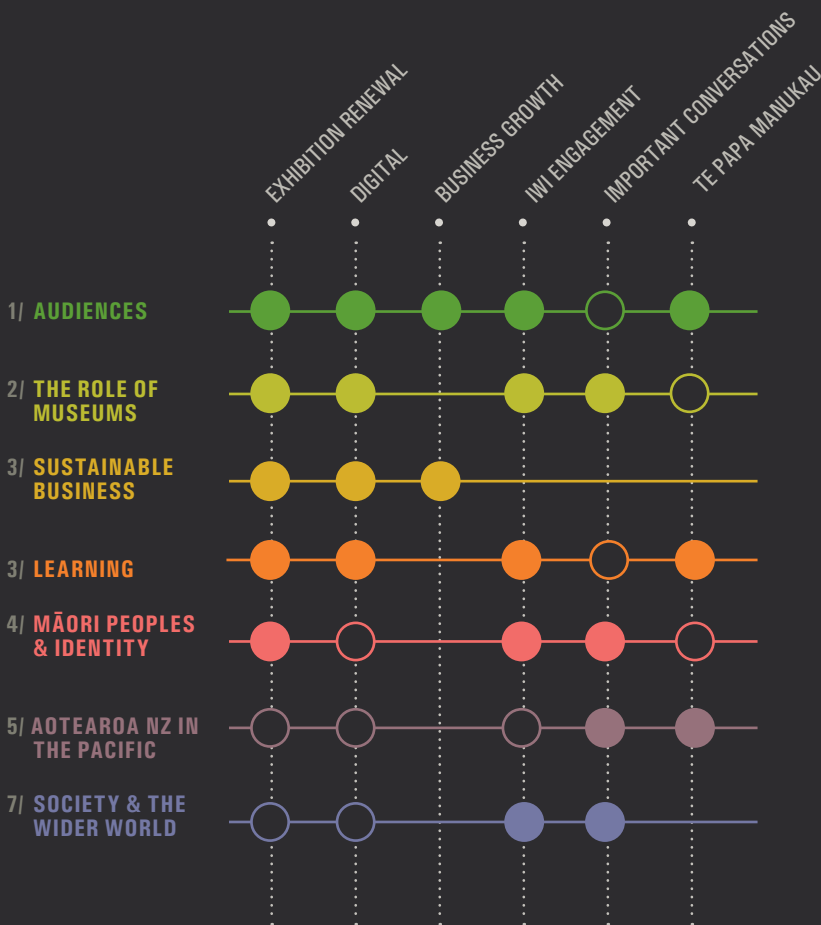 EXHIBITION RENEWAL
DIGITAL
BUSINESS GROWTH
IWI ENGAGEMENT
IMPORTANT CONVERSATIONS
TE PAPA MANUKAU
1/ AUDIENCES
2/ THE ROLE OF
MUSEUMS
3/ SUSTAINABLE
BUSINESS
3/ LEARNING
4/ MĀORI PEOPLES
& IDENTITY
5/ AOTEAROA NZ IN
THE PACIFIC
7/ SOCIETY & THE
WIDER WORLD